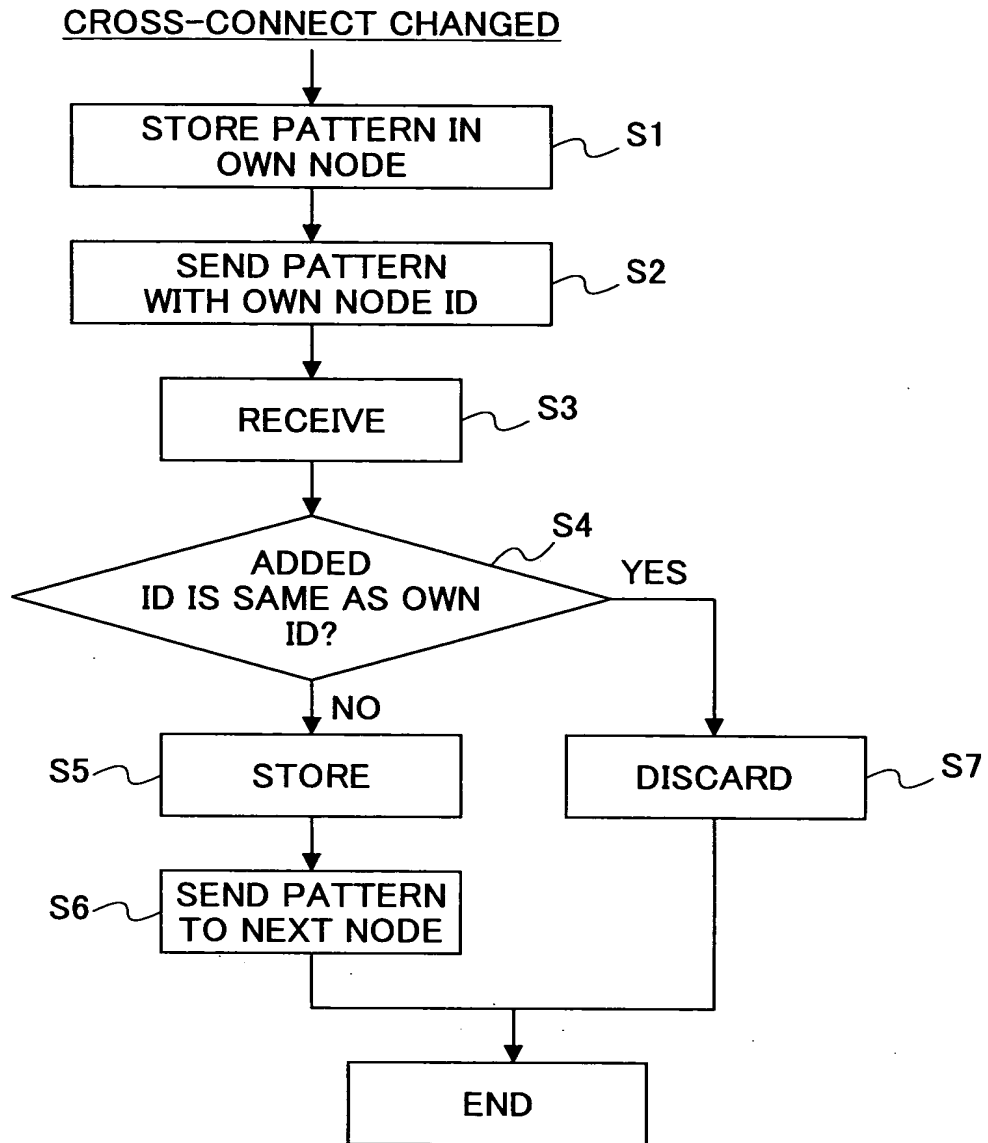 CROSS-CONNECT CHANGED
STORE PATTERN IN
OWN NODE
S1
SEND PATTERN
WITH OWN NODE ID
S2
RECEIVE
S3
S4
ADDED
ID IS SAME AS OWN
ID?
YES
NO
S5
STORE
DISCARD
S7
S6
SEND PATTERN
TO NEXT NODE
END